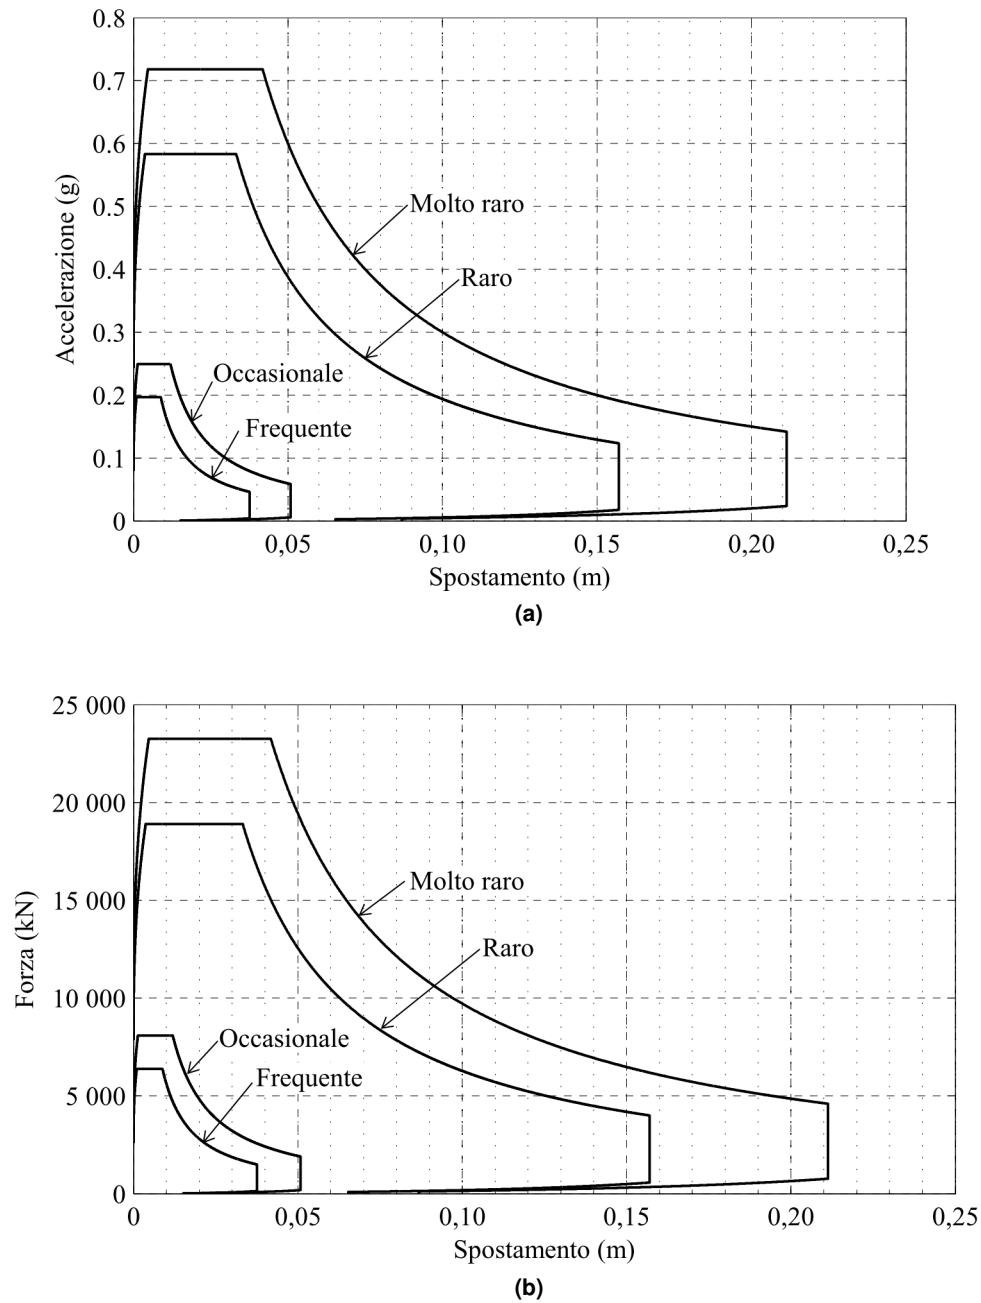 0.8
0.7
0.6
0.5
0.4
0.3
0.2
0.1
0
Accelerazione (g)
Molto raro
Raro
Occasionale
Frequente
0 0,05 0,10 0,15 0,20 0,25
Spostamento (m)
(a)
25 000
20 000
15 000
10 000
5 000
0
Forza (kN)
Molto raro
Raro
Occasionale
Frequente
0 0,05 0,10 0,15 0,20 0,25
Spostamento (m)
(b)